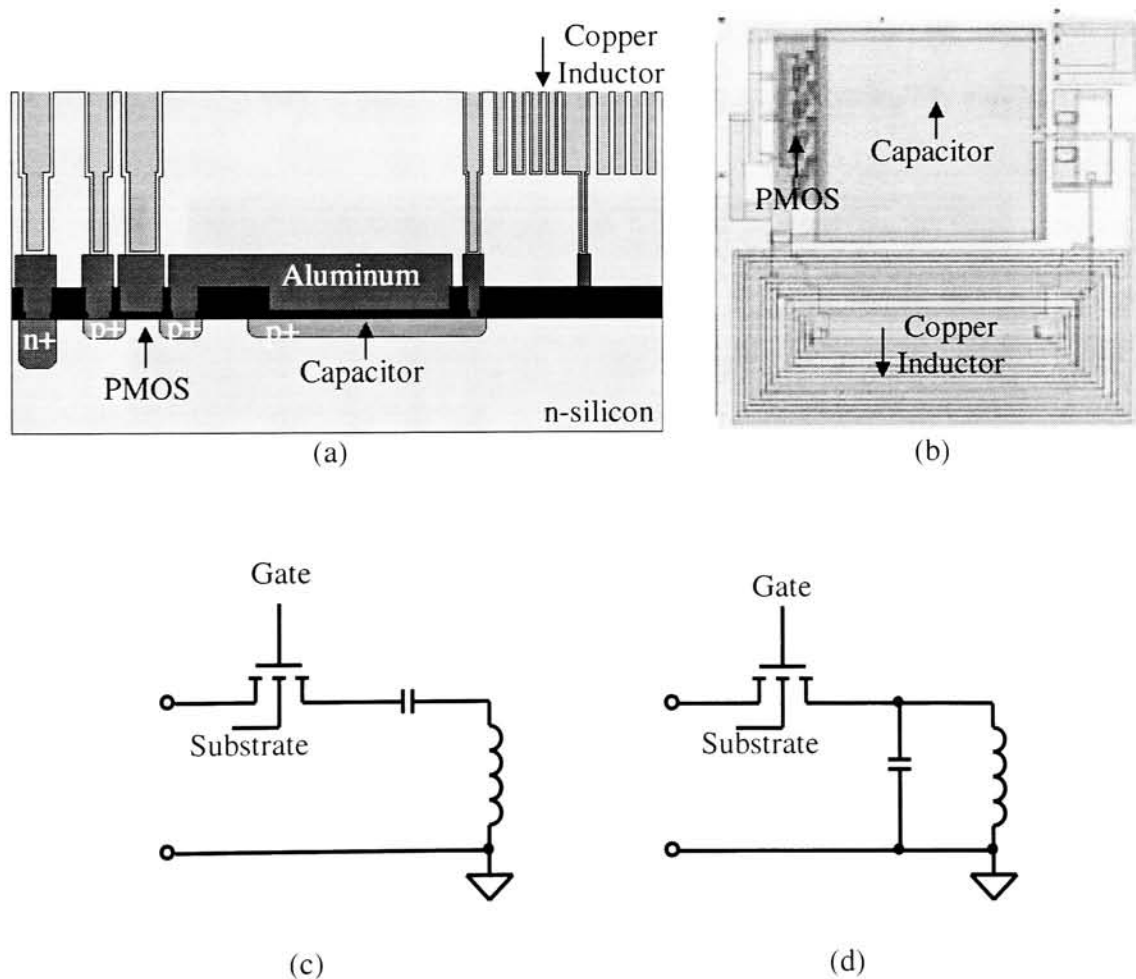 Copper
Inductor
Aluminum
n+
p+
p+
p+
PMOS
Capacitor
n-silicon
(a)
Capacitor
PMOS
Copper
Inductor
(b)
Gate
Substrate
(c)
Gate
Substrate
(d)